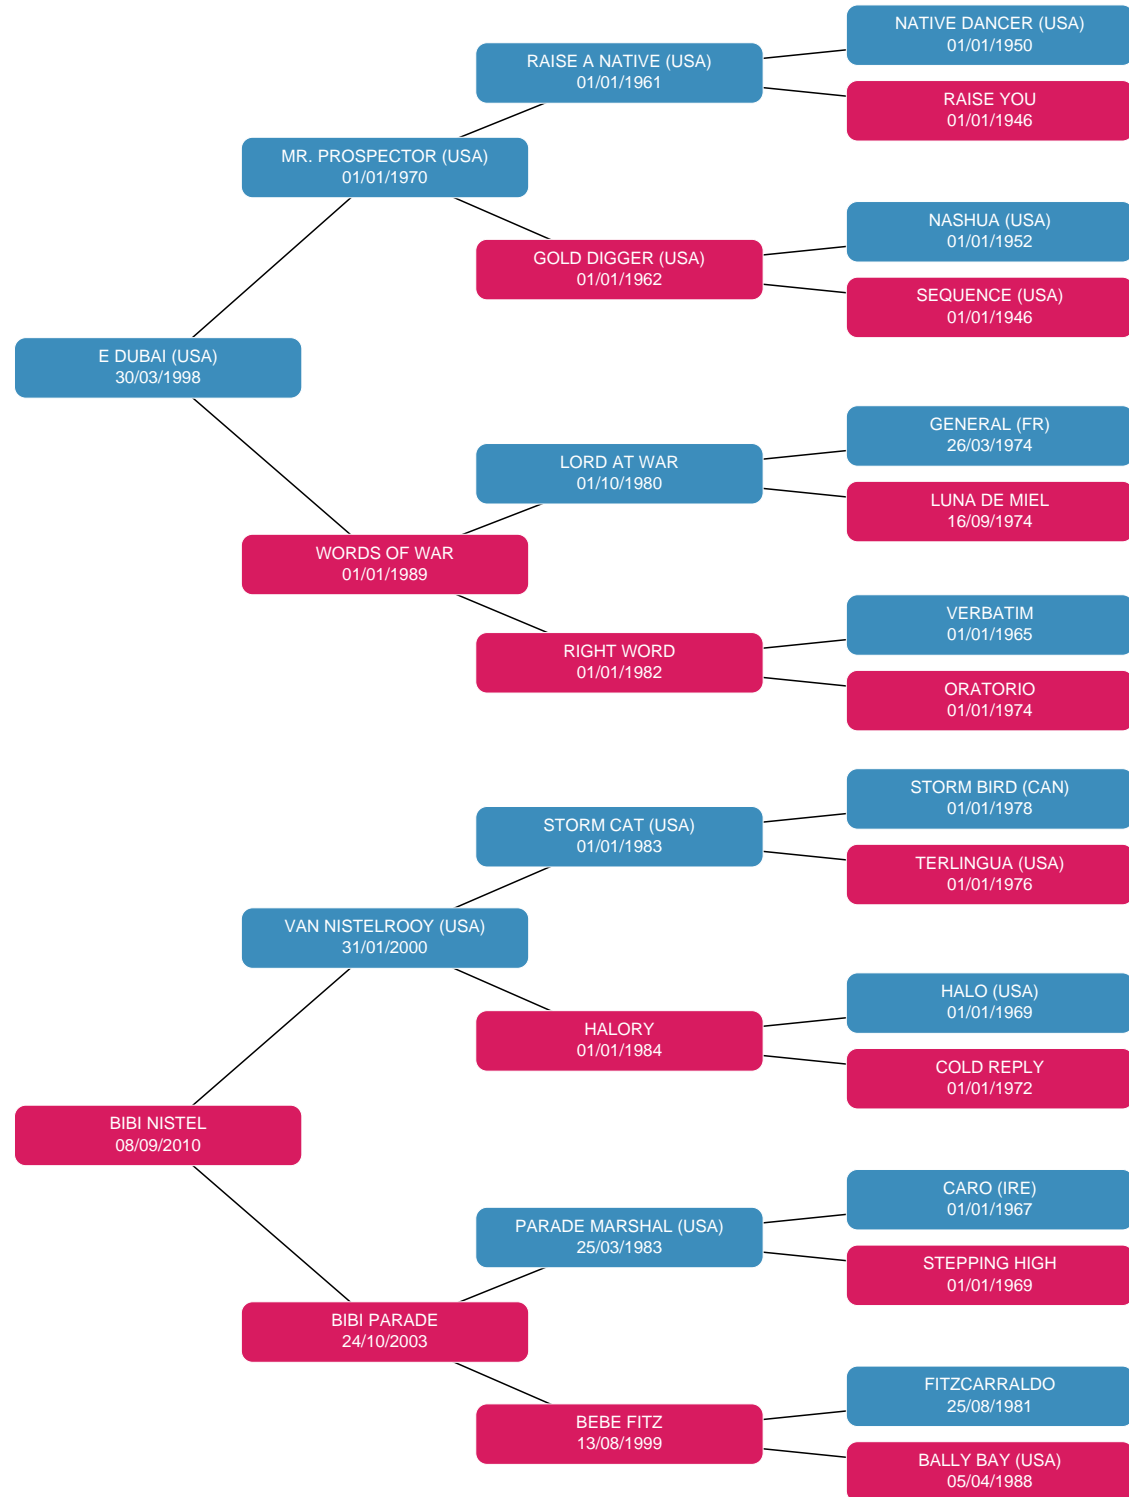 NATIVE DANCER (USA)
01/01/1950
RAISE A NATIVE (USA)
01/01/1961
RAISE YOU
01/01/1946
MR. PROSPECTOR (USA)
01/01/1970
NASHUA (USA)
01/01/1952
GOLD DIGGER (USA)
01/01/1962
SEQUENCE (USA)
01/01/1946
E DUBAI (USA)
30/03/1998
GENERAL (FR)
26/03/1974
LORD AT WAR
01/10/1980
LUNA DE MIEL
16/09/1974
WORDS OF WAR
01/01/1989
VERBATIM
01/01/1965
RIGHT WORD
01/01/1982
ORATORIO
01/01/1974
STORM BIRD (CAN)
01/01/1978
STORM CAT (USA)
01/01/1983
TERLINGUA (USA)
01/01/1976
VAN NISTELROOY (USA)
31/01/2000
HALO (USA)
01/01/1969
HALORY
01/01/1984
COLD REPLY
01/01/1972
BIBI NISTEL
08/09/2010
CARO (IRE)
01/01/1967
PARADE MARSHAL (USA)
25/03/1983
STEPPING HIGH
01/01/1969
BIBI PARADE
24/10/2003
FITZCARRALDO
25/08/1981
BEBE FITZ
13/08/1999
BALLY BAY (USA)
05/04/1988